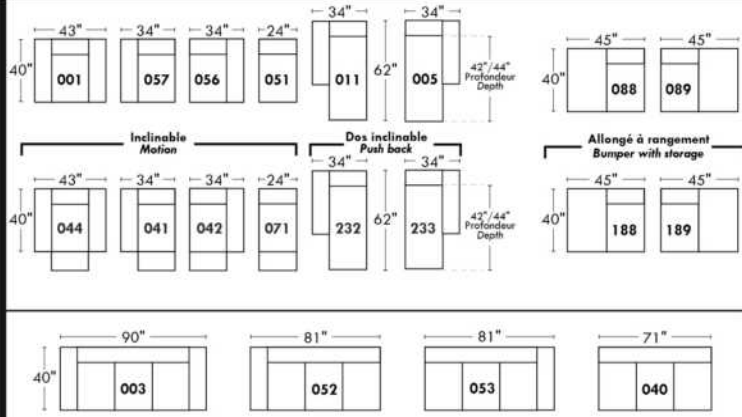 43" 34" 34" 24" 34" 34" 45" 45"
40" 001 057 056 051 011 62" 005 42"/44" Profondeur Depth 40" 088 089
Inclinable
Motion
Dos inclinable
Push back
Allongé à rangement
Bumper with storage
43" 34" 34" 24" 34" 34" 45" 45"
40" 044 041 042 071 232 62" 233 42"/44" Profondeur Depth 40" 188 189
90" 81" 81" 71"
40" 003 052 053 040